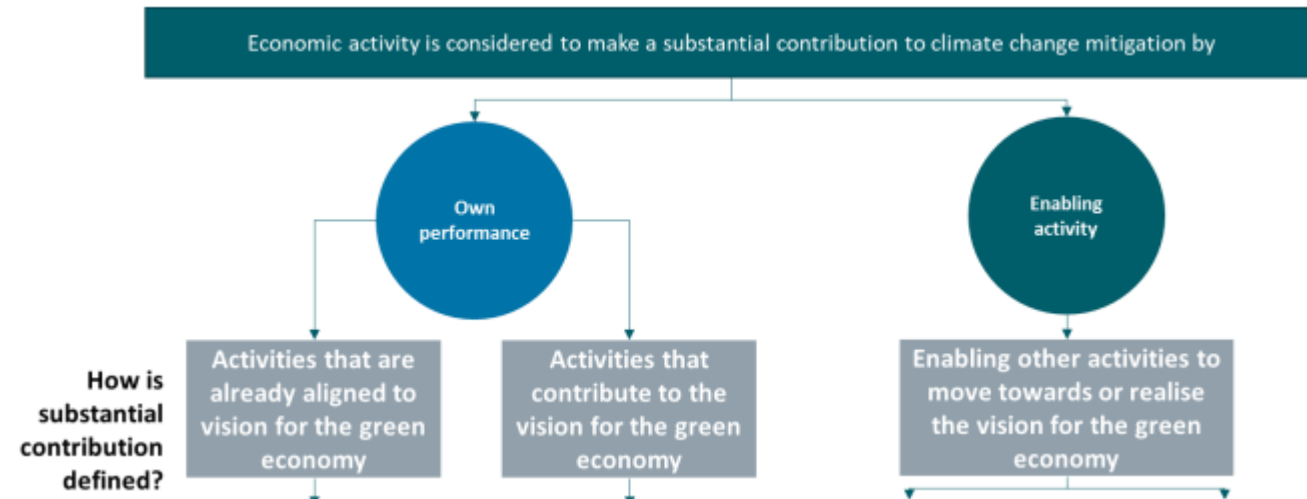 Economic activity is considered to make a substantial contribution to climate change mitigation by
Own
performance
Enabling
activity
How is
substantial
contribution
defined?
Activities that are
already aligned to
vision for the green
economy
Activities that
contribute to the
vision for the green
economy
Enabling other activities to
move towards or realise
the vision for the green
economy